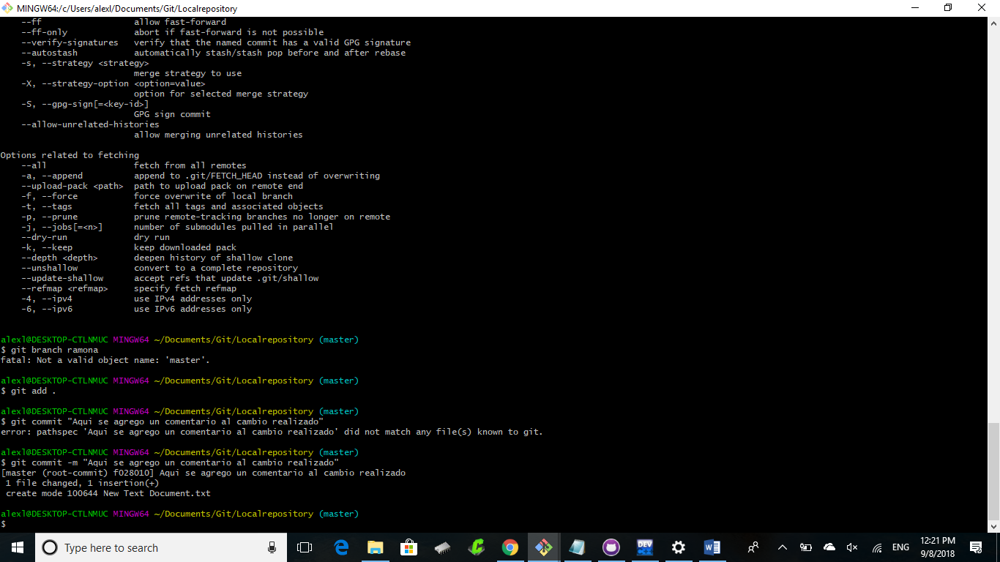 MINGW64:/c/Users/alexl/Documents/Git/Localrepository
--ff allow fast-forward
--ff-only abort if fast-forward is not possible
--verify-signatures verify that the named commit has a valid GPG signature
--autostash automatically stash/stash pop before and after rebase
-s, --strategy <strategy>
merge strategy to use
-X, --strategy-option <option=value>
option for selected merge strategy
-S, --gpg-sign[=<key-id>]
GPG sign commit
--allow-unrelated-histories
allow merging unrelated histories
Options related to fetching
--all fetch from all remotes
-a, --append append to .git/FETCH_HEAD instead of overwriting
--upload-pack <path> path to upload pack on remote end
-f, --force force overwrite of local branch
-t, --tags fetch all tags and associated objects
-p, --prune prune remote-tracking branches no longer on remote
-j, --jobs[=<n>] number of submodules pulled in parallel
--dry-run dry run
-k, --keep keep downloaded pack
--depth <depth> deepen history of shallow clone
--unshallow convert to a complete repository
--update-shallow accept refs that update .git/shallow
--refmap <refmap> specify fetch refmap
-4, --ipv4 use IPv4 addresses only
-6, --ipv6 use IPv6 addresses only
alexl@DESKTOP-CTLNMUC MINGW64 ~/Documents/Git/Localrepository (master)
$ git branch ramona
fatal: Not a valid object name: 'master'.
alexl@DESKTOP-CTLNMUC MINGW64 ~/Documents/Git/Localrepository (master)
$ git add .
alexl@DESKTOP-CTLNMUC MINGW64 ~/Documents/Git/Localrepository (master)
$ git commit "Aqui se agrego un comentario al cambio realizado"
error: pathspec 'Aqui se agrego un comentario al cambio realizado' did not match any file(s) known to git.
alexl@DESKTOP-CTLNMUC MINGW64 ~/Documents/Git/Localrepository (master)
$ git commit -m "Aqui se agrego un comentario al cambio realizado"
[master (root-commit) f028010] Aqui se agrego un comentario al cambio realizado
1 file changed, 1 insertion(+)
create mode 100644 New Text Document.txt
alexl@DESKTOP-CTLNMUC MINGW64 ~/Documents/Git/Localrepository (master)
$
Type here to search
DEV
ENG
12:21 PM
9/8/2018